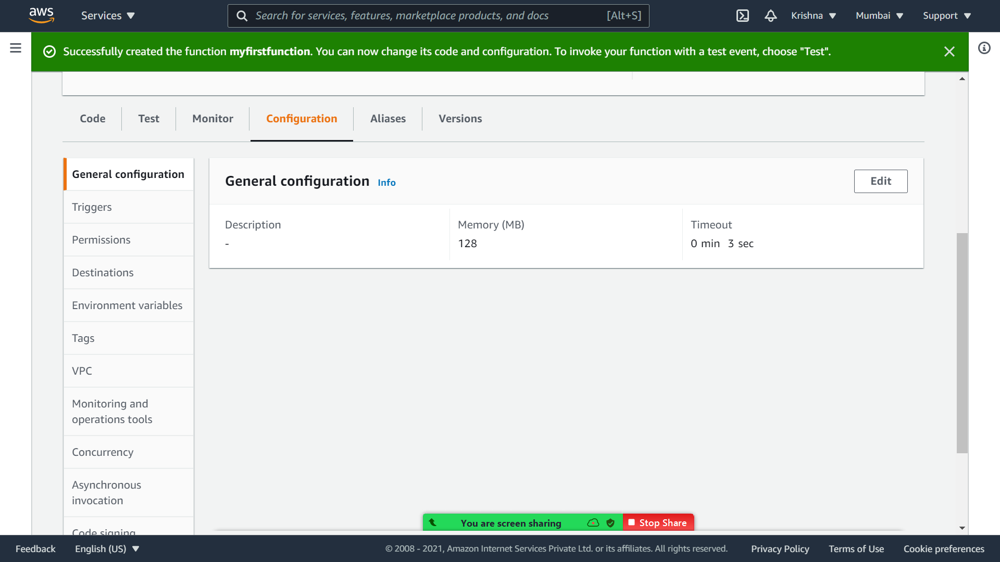 aws
Services
Search for services, features, marketplace products, and docs [Alt+S]
Krishna
Mumbai
Support
Successfully created the function myfirstfunction. You can now change its code and configuration. To invoke your function with a test event, choose "Test".
Code
Test
Monitor
Configuration
Aliases
Versions
General configuration
Triggers
Permissions
Destinations
Environment variables
Tags
VPC
Monitoring and
operations tools
Concurrency
Asynchronous
invocation
Code signing
General configuration Info
Edit
Description
-
Memory (MB)
128
Timeout
0 min 3 sec
You are screen sharing
Stop Share
Feedback
English (US)
© 2008 - 2021, Amazon Internet Services Private Ltd. or its affiliates. All rights reserved.
Privacy Policy
Terms of Use
Cookie preferences